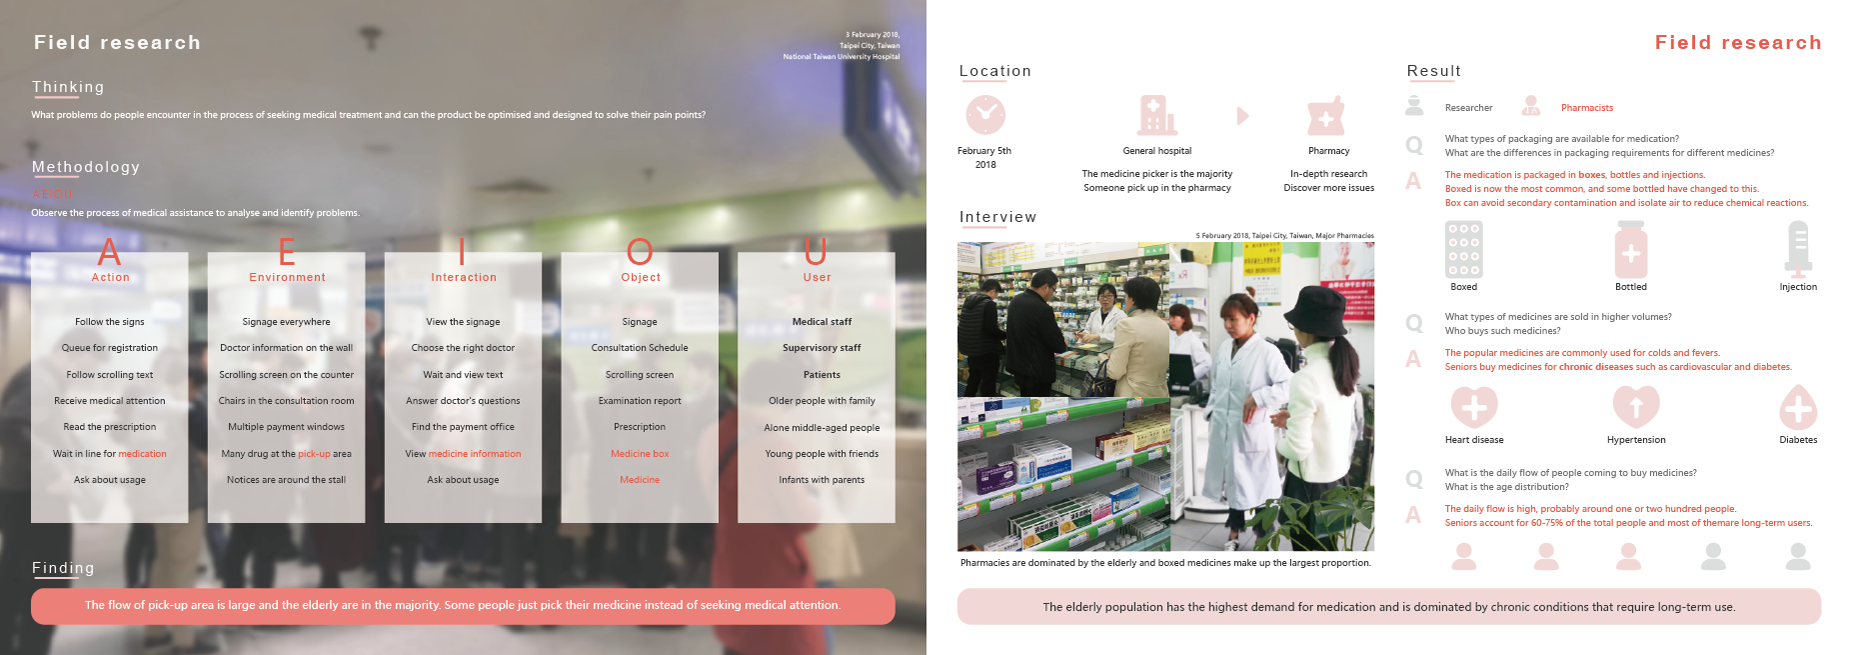 Field research
3 February 2018,
Taipei City, Taiwan
National Taiwan University Hospital
Thinking
What problems do people encounter in the process of seeking medical treatment and can the product be optimised and designed to solve their pain points?
Methodology
AEIOU
Observe the process of medical assistance to analyse and identify problems.
A
Action
Follow the signs
Queue for registration
Follow scrolling text
Receive medical attention
Read the prescription
Wait in line for medication
Ask about usage
E
Environment
Signage everywhere
Doctor information on the wall
Scrolling screen on the counter
Chairs in the consultation room
Multiple payment windows
Many drug at the pick-up area
Notices are around the stall
I
Interaction
View the signage
Choose the right doctor
Wait and view text
Answer doctor's questions
Find the payment office
View medicine information
Ask about usage
O
Object
Signage
Consultation Schedule
Scrolling screen
Examination report
Prescription
Medicine box
Medicine
U
User
Medical staff
Supervisory staff
Patients
Older people with family
Alone middle-aged people
Young people with friends
Infants with parents
Finding
The flow of pick-up area is large and the elderly are in the majority. Some people just pick their medicine instead of seeking medical attention.
Field research
Location
February 5th
2018
General hospital
The medicine picker is the majority
Someone pick up in the pharmacy
Pharmacy
In-depth research
Discover more issues
Interview
5 February 2018, Taipei City, Taiwan, Major Pharmacies
Pharmacies are dominated by the elderly and boxed medicines make up the largest proportion.
Result
Researcher
Pharmacists
Q
What types of packaging are available for medication?
What are the differences in packaging requirements for different medicines?
A
The medication is packaged in boxes, bottles and injections.
Boxed is now the most common, and some bottled have changed to this.
Box can avoid secondary contamination and isolate air to reduce chemical reactions.
Boxed
Bottled
Injection
Q
What types of medicines are sold in higher volumes?
Who buys such medicines?
A
The popular medicines are commonly used for colds and fevers.
Seniors buy medicines for chronic diseases such as cardiovascular and diabetes.
Heart disease
Hypertension
Diabetes
Q
What is the daily flow of people coming to buy medicines?
What is the age distribution?
A
The daily flow is high, probably around one or two hundred people.
Seniors account for 60-75% of the total people and most of themare long-term users.
The elderly population has the highest demand for medication and is dominated by chronic conditions that require long-term use.